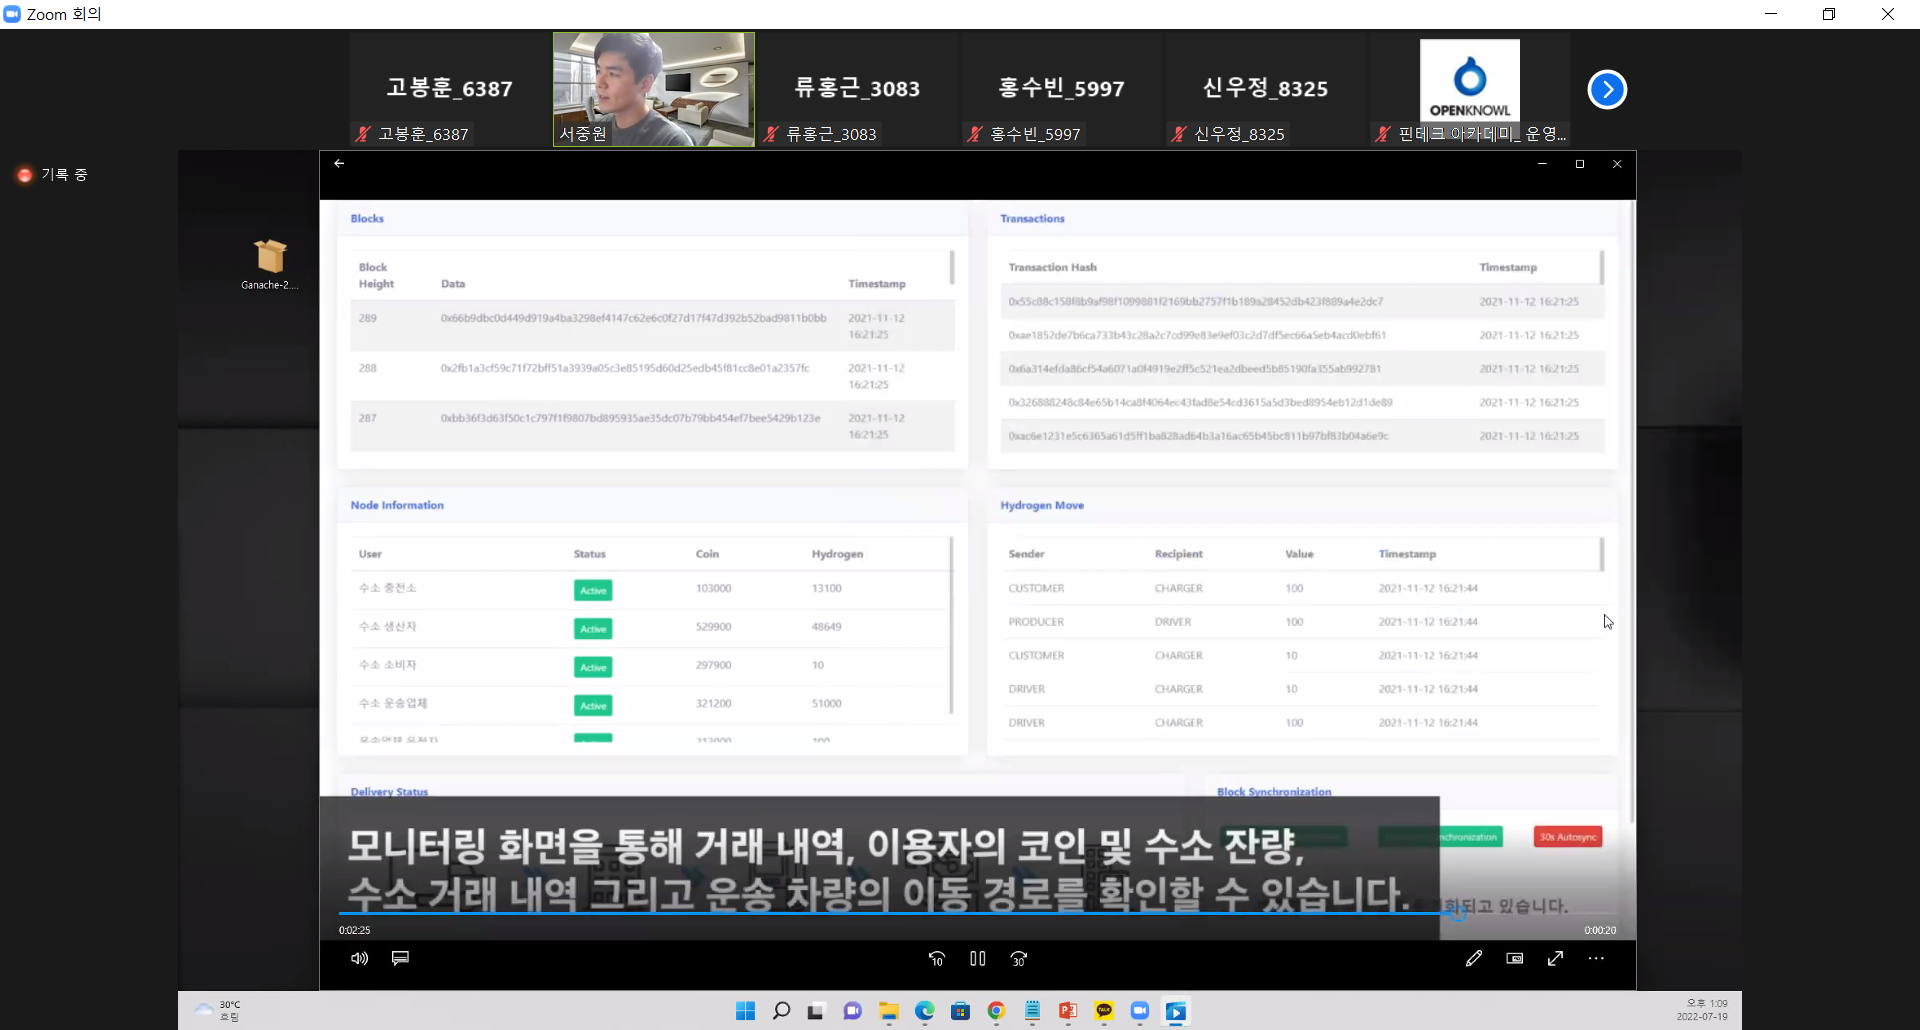 Zoom 회의
고봉훈_6387
류홍근_3083
홍수빈_5997
신우정_8325
OPENKNOWL
고봉훈_6387
서중원
류홍근_3083
홍수빈_5997
신우정_8325
핀테크 아카데미_ 운영...
기록 중
Ganache-2....
Blocks
Block Height
Data
Timestamp
289
2021-11-12
16:21:25
288
2021-11-12
16:21:25
287
2021-11-12
16:21:25
Transactions
Transaction Hash
Timestamp
2021-11-12 16:21:25
2021-11-12 16:21:25
2021-11-12 16:21:25
2021-11-12 16:21:25
2021-11-12 16:21:25
Node Information
User Status Coin Hydrogen
수소 충전소 Active 103000 13100
수소 생산자 Active 529900 48649
수소 소비자 Active 297900 10
수소 운송업체 Active 321200 51000
Hydrogen Move
Sender Recipient Value Timestamp
CUSTOMER CHARGER 100 2021-11-12 16:21:44
PRODUCER DRIVER 100 2021-11-12 16:21:44
CUSTOMER CHARGER 10 2021-11-12 16:21:44
DRIVER CHARGER 10 2021-11-12 16:21:44
DRIVER CHARGER 100 2021-11-12 16:21:44
Delivery Status
Block Synchronization
30s Autosync
모니터링 화면을 통해 거래 내역, 이용자의 코인 및 수소 잔량,
수소 거래 내역 그리고 운송 차량의 이동 경로를 확인할 수 있습니다.
되고 있습니다.
0:02:25
0:00:20
10
30
30°C
흐림
오후 1:09
2022-07-19